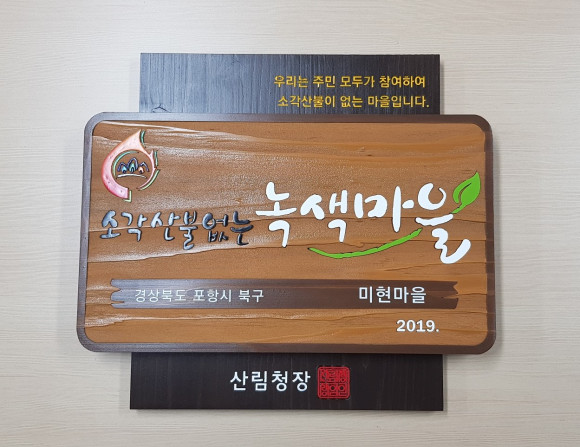 우리는 주민 모두가 참여하여
소각산불이 없는 마을입니다.
소각산불없는 녹색마을
경상북도 포항시 북구 미현마을
2019.
산림청장